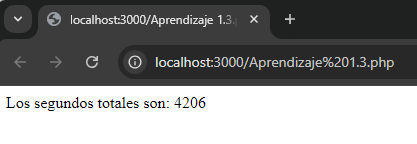 localhost:3000/Aprendizaje 1.3.p
localhost:3000/Aprendizaje%201.3.php
Los segundos totales son: 4206